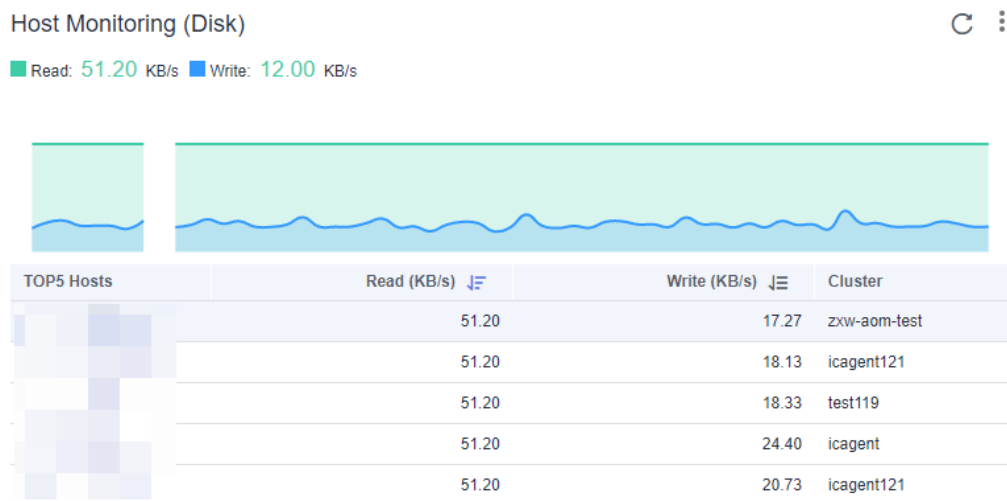 Host Monitoring (Disk)
Read: 51.20 KB/s Write: 12.00 KB/s
TOP5 Hosts Read (KB/s) Write (KB/s) Cluster
51.20 17.27 zxw-aom-test
51.20 18.13 icagent121
51.20 18.33 test119
51.20 24.40 icagent
51.20 20.73 icagent121